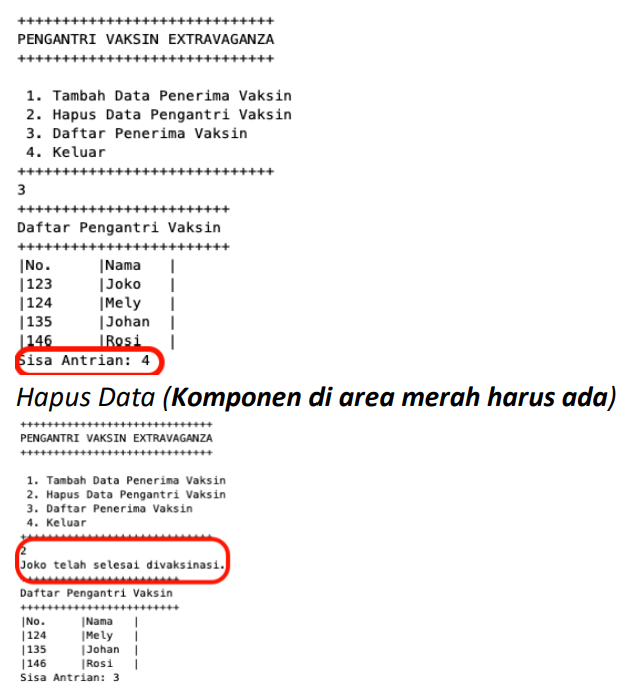 +++++++++++++++++++++++++++++
PENGANTRI VAKSIN EXTRAVAGANZA
+++++++++++++++++++++++++++++
1. Tambah Data Penerima Vaksin
2. Hapus Data Pengantri Vaksin
3. Daftar Penerima Vaksin
4. Keluar
+++++++++++++++++++++++++++++
3
++++++++++++++++++++++++
Daftar Pengantri Vaksin
++++++++++++++++++++++++
|No. |Nama |
|123 |Joko |
|124 |Mely |
|135 |Johan |
|146 |Rosi |
Sisa Antrian: 4
Hapus Data (Komponen di area merah harus ada)
+++++++++++++++++++++++++++++
PENGANTRI VAKSIN EXTRAVAGANZA
+++++++++++++++++++++++++++++
1. Tambah Data Penerima Vaksin
2. Hapus Data Pengantri Vaksin
3. Daftar Penerima Vaksin
4. Keluar
+++++++++++++++++++++++++++++
2
Joko telah selesai divaksinasi.
++++++++++++++++++++++++
Daftar Pengantri Vaksin
++++++++++++++++++++++++
|No. |Nama |
|124 |Mely |
|135 |Johan |
|146 |Rosi |
Sisa Antrian: 3